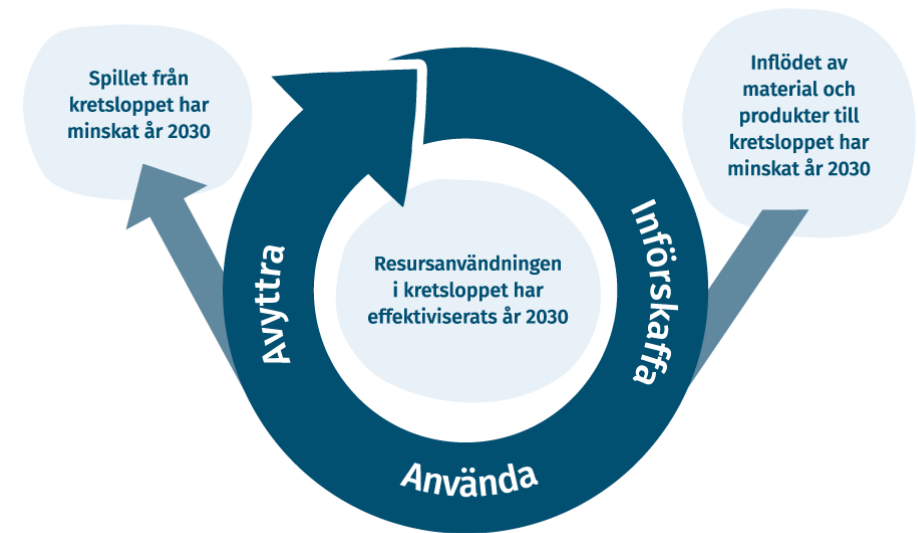 Spillet från
kretsloppet har
minskat år 2030
Inflödet av
material och
produkter till
kretsloppet har
minskat år 2030
Resursanvändningen
i kretsloppet har
effektiviserats år 2030
Införskaffa
Använda
Avyttra